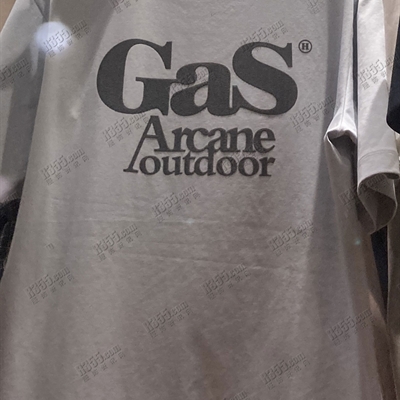 GaS
H
Arcane
/outdoor